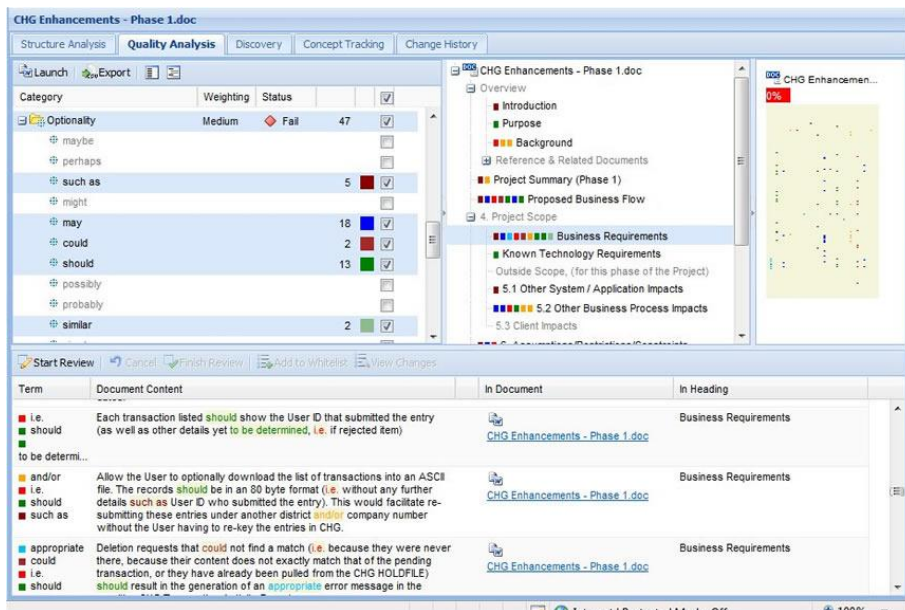 CHG Enhancements - Phase 1.doc
Structure Analysis Quality Analysis Discovery Concept Tracking Change History
Launch Export
Category Weighting Status
Optionality Medium Fail 47
maybe
perhaps
such as 5
might
may 18
could 2
should 13
possibly
probably
similar 2
CHG Enhancements - Phase 1.doc
Overview
Introduction
Purpose
Background
Reference & Related Documents
Project Summary (Phase 1)
Proposed Business Flow
4. Project Scope
Business Requirements
Known Technology Requirements
Outside Scope, (for this phase of the Project)
5.1 Other System / Application Impacts
5.2 Other Business Process Impacts
5.3 Client Impacts
6. Assumptions/Restrictions/Constraints
CHG Enhancemen...
0%
Start Review Cancel Finish Review Add to Whitelist View Changes
Term Document Content In Document In Heading
i.e.
should
to be determi...
Each transaction listed should show the User ID that submitted the entry
(as well as other details yet to be determined, i.e. if rejected item)
CHG Enhancements - Phase 1.doc
Business Requirements
and/or
i.e.
should
such as
Allow the User to optionally download the list of transactions into an ASCII
file. The records should be in an 80 byte format (i.e. without any further
details such as User ID who submitted the entry). This would facilitate re-
submitting these entries under another district and/or company number
without the User having to re-key the entries in CHG.
CHG Enhancements - Phase 1.doc
Business Requirements
appropriate
could
i.e.
should
Deletion requests that could not find a match (i.e. because they were never
there, because their content does not exactly match that of the pending
transaction, or they have already been pulled from the CHG HOLDFILE)
should result in the generation of an appropriate error message in the
CHG Enhancements - Phase 1.doc
Business Requirements
100%